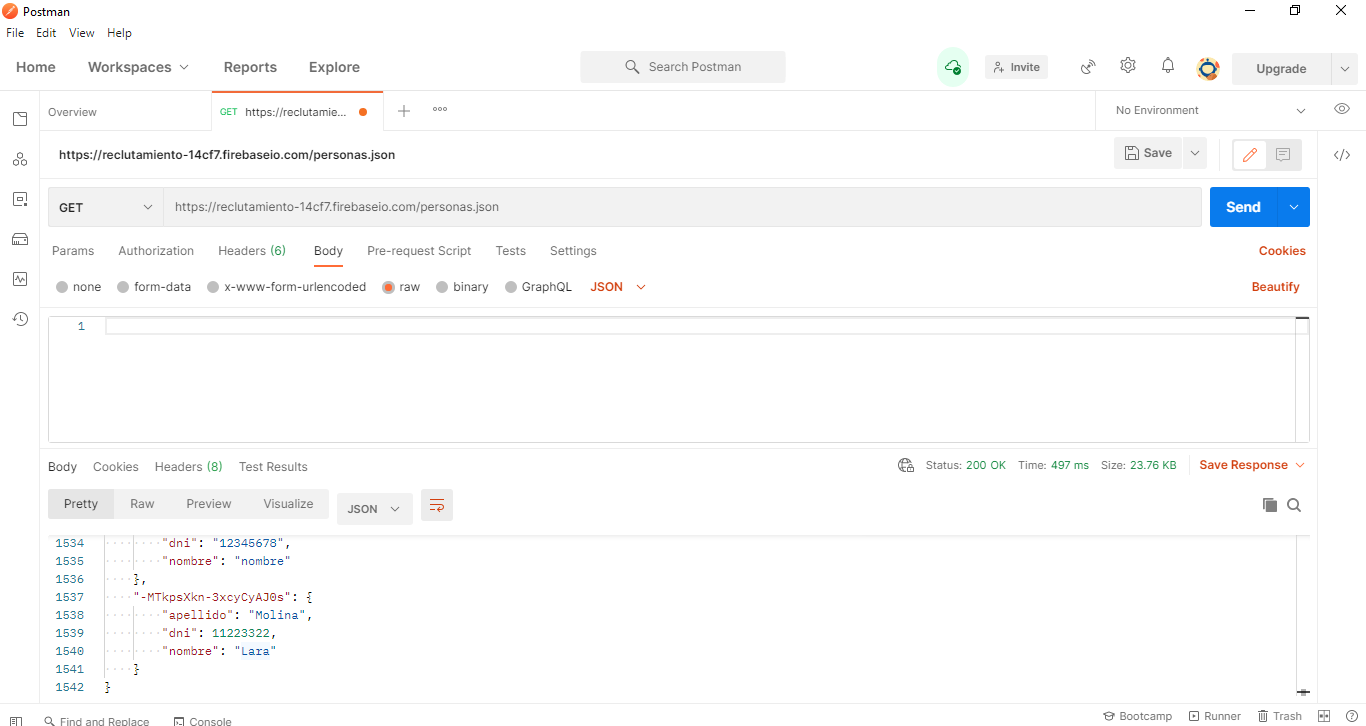 Postman
File Edit View Help
Home Workspaces Reports Explore Search Postman Invite Upgrade
Overview GET https://reclutamie... No Environment
https://reclutamiento-14cf7.firebaseio.com/personas.json Save
GET https://reclutamiento-14cf7.firebaseio.com/personas.json Send
Params Authorization Headers (6) Body Pre-request Script Tests Settings Cookies
none form-data x-www-form-urlencoded raw binary GraphQL JSON Beautify
1
Body Cookies Headers (8) Test Results Status: 200 OK Time: 497 ms Size: 23.76 KB Save Response
Pretty Raw Preview Visualize JSON
1534 "dni": "12345678",
1535 "nombre": "nombre"
1536 },
1537 "-MTkpsXkn-3xcyCyAJ0s": {
1538 "apellido": "Molina",
1539 "dni": 11223322,
1540 "nombre": "Lara"
1541 }
1542 }
Find and Replace Console Bootcamp Runner Trash